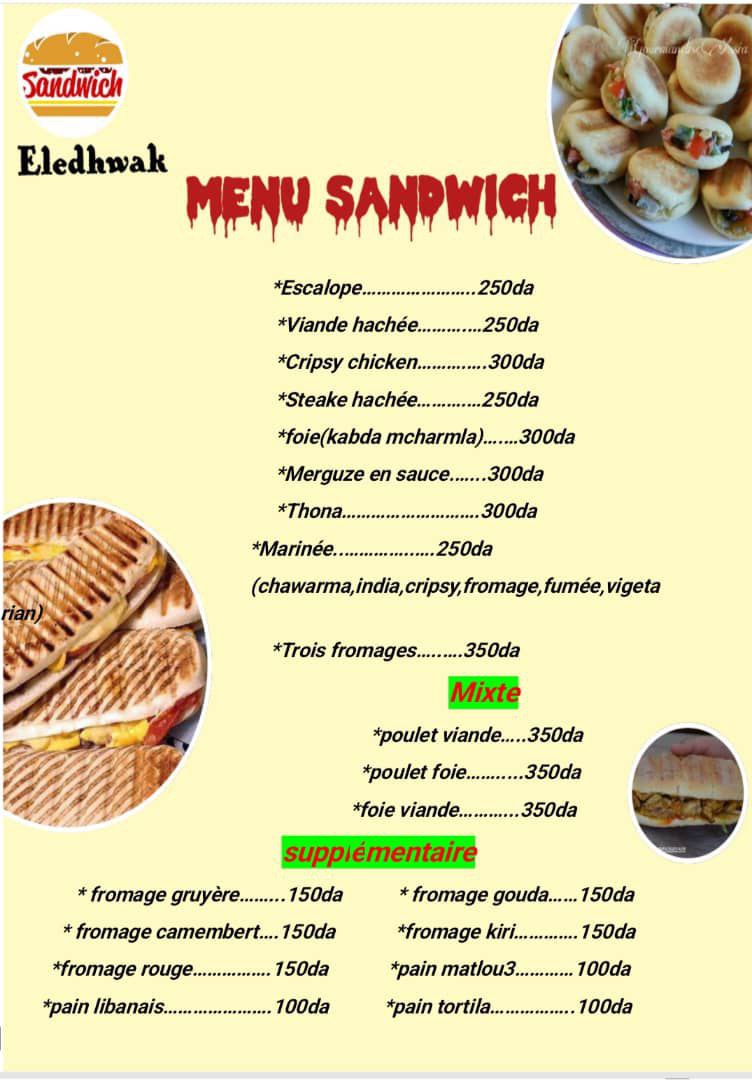 Sandwich
Eledhwak
Gourmandise Assia
MENU SANDWICH
*Escalope.......................250da
*Viande hachée..............250da
*Cripsy chicken..............300da
*Steake hachée..............250da
*foie(kabda mcharmla).......300da
*Merguze en sauce.......300da
*Thona............................300da
*Marinée.....................250da
(chawarma,india,cripsy,fromage,fumée,vigeta
rian)
*Trois fromages.........350da
Mixte
*poulet viande.....350da
*poulet foie...........350da
*foie viande............350da
supplémentaire
* fromage gruyère.........150da * fromage gouda......150da
* fromage camembert....150da *fromage kiri.............150da
*fromage rouge................150da *pain matlou3............100da
*pain libanais......................100da *pain tortila.................100da